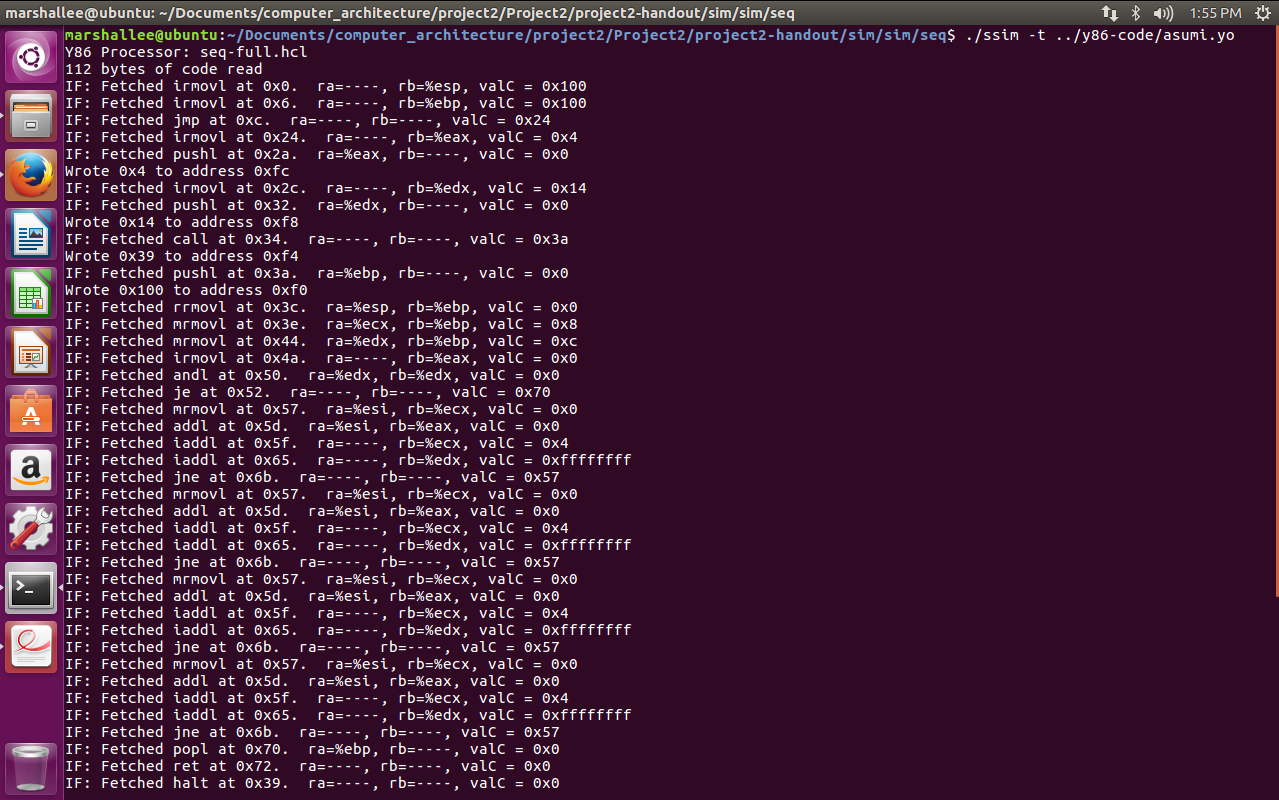 marshallee@ubuntu: ~/Documents/computer_architecture/project2/Project2/project2-handout/sim/sim/seq 1:55 PM
marshallee@ubuntu:~/Documents/computer_architecture/project2/Project2/project2-handout/sim/sim/seq$ ./ssim -t ../y86-code/asumi.yo
Y86 Processor: seq-full.hcl
112 bytes of code read
IF: Fetched irmovl at 0x0.  ra=----, rb=%esp, valC = 0x100
IF: Fetched irmovl at 0x6.  ra=----, rb=%ebp, valC = 0x100
IF: Fetched jmp at 0xc.  ra=----, rb=----, valC = 0x24
IF: Fetched irmovl at 0x24.  ra=----, rb=%eax, valC = 0x4
IF: Fetched pushl at 0x2a.  ra=%eax, rb=----, valC = 0x0
Wrote 0x4 to address 0xfc
IF: Fetched irmovl at 0x2c.  ra=----, rb=%edx, valC = 0x14
IF: Fetched pushl at 0x32.  ra=%edx, rb=----, valC = 0x0
Wrote 0x14 to address 0xf8
IF: Fetched call at 0x34.  ra=----, rb=----, valC = 0x3a
Wrote 0x39 to address 0xf4
IF: Fetched pushl at 0x3a.  ra=%ebp, rb=----, valC = 0x0
Wrote 0x100 to address 0xf0
IF: Fetched rrmovl at 0x3c.  ra=%esp, rb=%ebp, valC = 0x0
IF: Fetched mrmovl at 0x3e.  ra=%ecx, rb=%ebp, valC = 0x8
IF: Fetched mrmovl at 0x44.  ra=%edx, rb=%ebp, valC = 0xc
IF: Fetched irmovl at 0x4a.  ra=----, rb=%eax, valC = 0x0
IF: Fetched andl at 0x50.  ra=%edx, rb=%edx, valC = 0x0
IF: Fetched je at 0x52.  ra=----, rb=----, valC = 0x70
IF: Fetched mrmovl at 0x57.  ra=%esi, rb=%ecx, valC = 0x0
IF: Fetched addl at 0x5d.  ra=%esi, rb=%eax, valC = 0x0
IF: Fetched iaddl at 0x5f.  ra=----, rb=%ecx, valC = 0x4
IF: Fetched iaddl at 0x65.  ra=----, rb=%edx, valC = 0xffffffff
IF: Fetched jne at 0x6b.  ra=----, rb=----, valC = 0x57
IF: Fetched mrmovl at 0x57.  ra=%esi, rb=%ecx, valC = 0x0
IF: Fetched addl at 0x5d.  ra=%esi, rb=%eax, valC = 0x0
IF: Fetched iaddl at 0x5f.  ra=----, rb=%ecx, valC = 0x4
IF: Fetched iaddl at 0x65.  ra=----, rb=%edx, valC = 0xffffffff
IF: Fetched jne at 0x6b.  ra=----, rb=----, valC = 0x57
IF: Fetched mrmovl at 0x57.  ra=%esi, rb=%ecx, valC = 0x0
IF: Fetched addl at 0x5d.  ra=%esi, rb=%eax, valC = 0x0
IF: Fetched iaddl at 0x5f.  ra=----, rb=%ecx, valC = 0x4
IF: Fetched iaddl at 0x65.  ra=----, rb=%edx, valC = 0xffffffff
IF: Fetched jne at 0x6b.  ra=----, rb=----, valC = 0x57
IF: Fetched mrmovl at 0x57.  ra=%esi, rb=%ecx, valC = 0x0
IF: Fetched addl at 0x5d.  ra=%esi, rb=%eax, valC = 0x0
IF: Fetched iaddl at 0x5f.  ra=----, rb=%ecx, valC = 0x4
IF: Fetched iaddl at 0x65.  ra=----, rb=%edx, valC = 0xffffffff
IF: Fetched jne at 0x6b.  ra=----, rb=----, valC = 0x57
IF: Fetched popl at 0x70.  ra=%ebp, rb=----, valC = 0x0
IF: Fetched ret at 0x72.  ra=----, rb=----, valC = 0x0
IF: Fetched halt at 0x39.  ra=----, rb=----, valC = 0x0